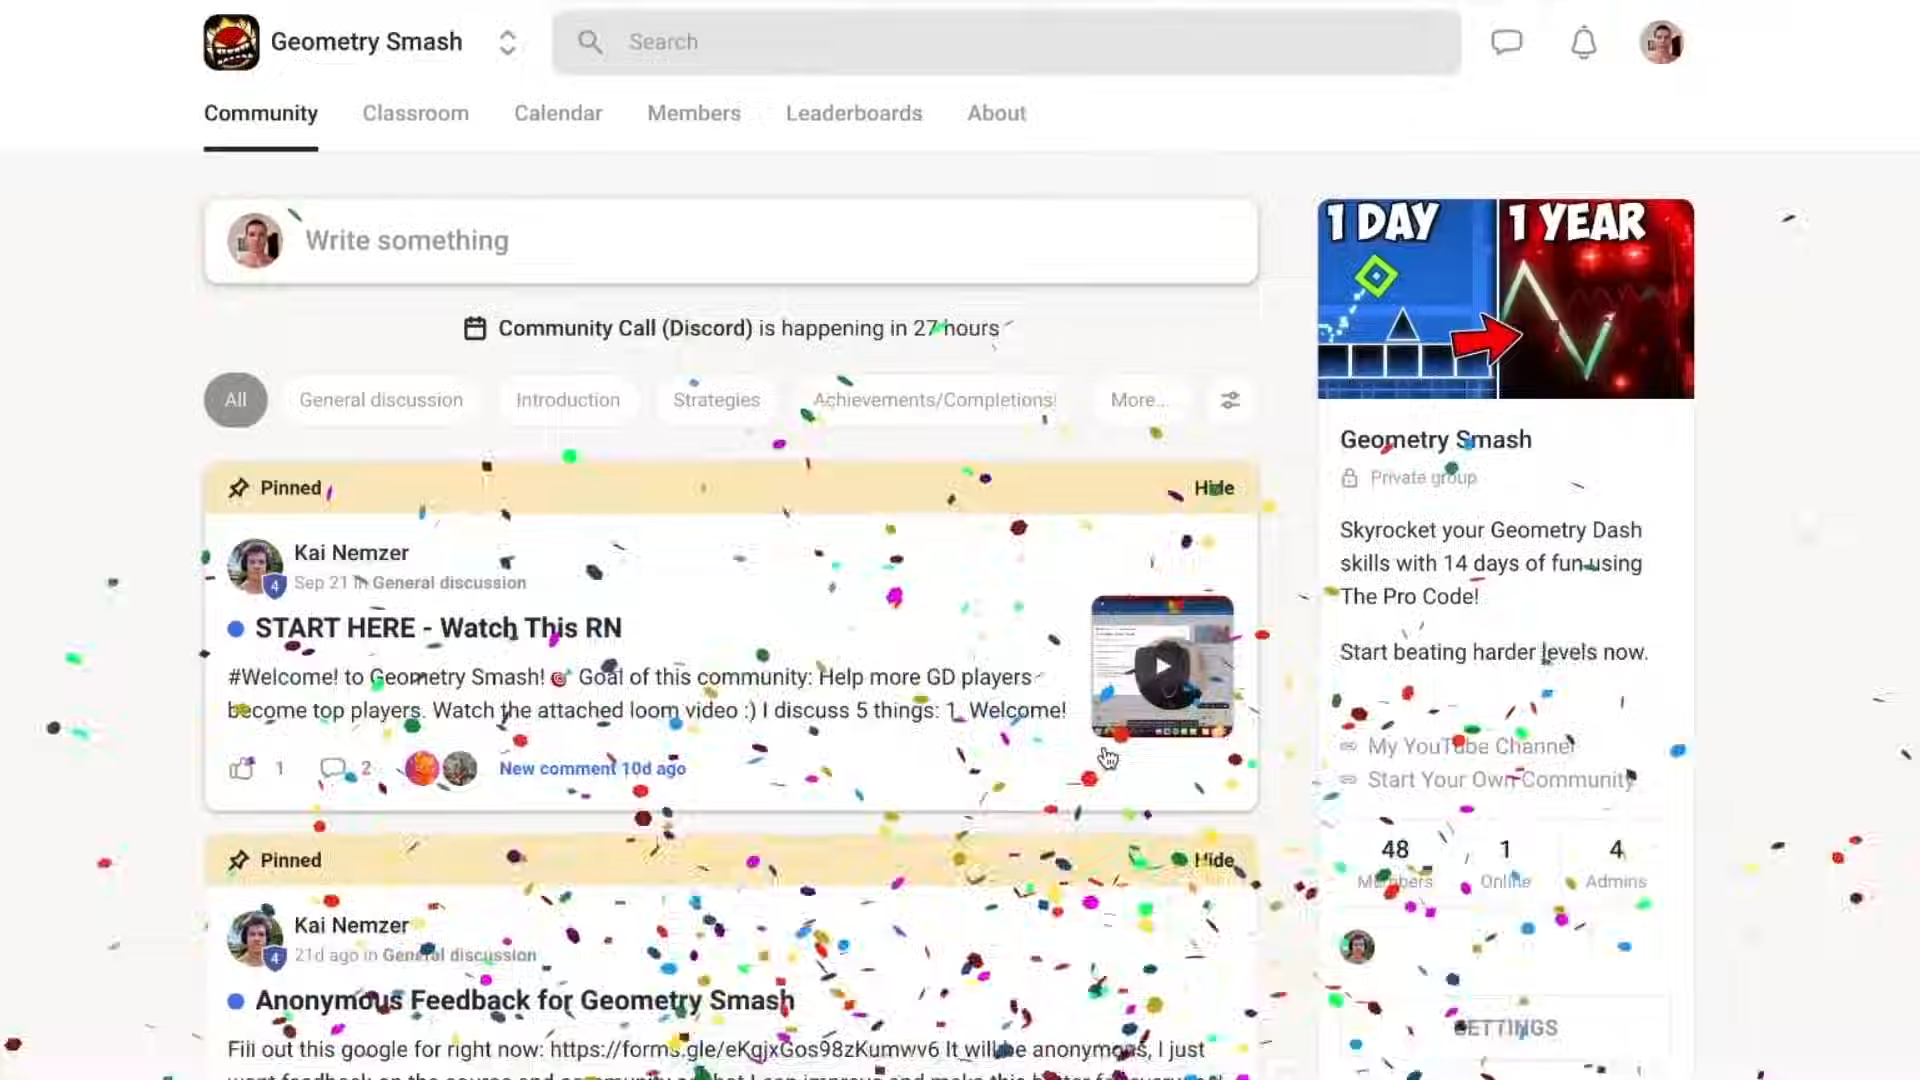 Geometry Smash
Search
Community Classroom Calendar Members Leaderboards About
Write something
Community Call (Discord) is happening in 27 hours
All General discussion Introduction Strategies Achievements/Completions! More...
Pinned Hide
Kai Nemzer
4
Sep 21 in General discussion
START HERE - Watch This RN
#Welcome! to Geometry Smash! 🎯 Goal of this community: Help more GD players
become top players. Watch the attached loom video :) I discuss 5 things: 1. Welcome!
1 2 New comment 10d ago
Pinned Hide
Kai Nemzer
4
21d ago in General discussion
Anonymous Feedback for Geometry Smash
Fill out this google for right now: https://forms.gle/eKgjxGos98zKumwv6 It will be anonymous, I just
1 DAY 1 YEAR
Geometry Smash
Private group
Skyrocket your Geometry Dash
skills with 14 days of fun using
The Pro Code!
Start beating harder levels now.
My YouTube Channel
Start Your Own Community
48 1 4
Members Online Admins
SETTINGS